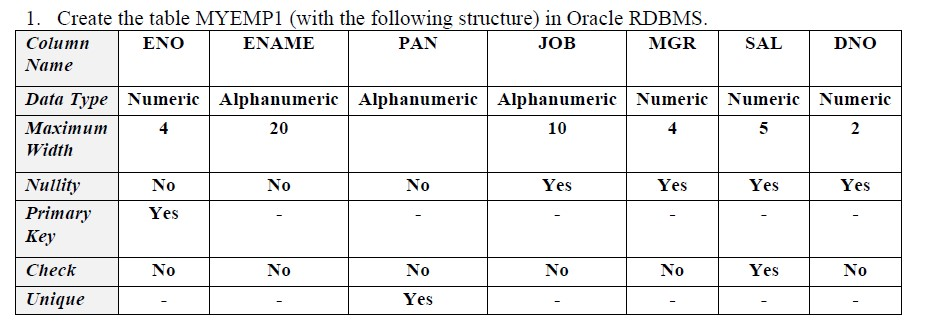 1. Create the table MYEMP1 (with the following structure) in Oracle RDBMS.
Column Name ENO ENAME PAN JOB MGR SAL DNO
Data Type Numeric Alphanumeric Alphanumeric Alphanumeric Numeric Numeric Numeric
Maximum Width 4 20 10 4 5 2
Nullity No No No Yes Yes Yes Yes
Primary Key Yes - - - - - -
Check No No No No No Yes No
Unique - - Yes - - - -